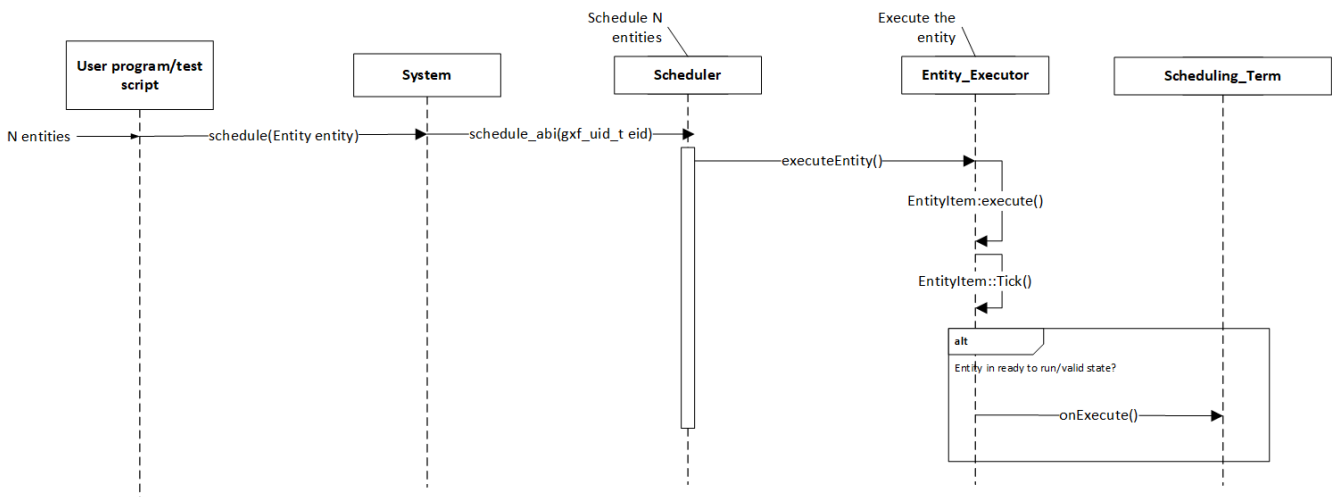 Schedule N
entities
Execute the
entity
User program/test
script
System
Scheduler
Entity_Executor
Scheduling_Term
N entities
schedule(Entity entity)
schedule_abi(gxf_uid_t eid)
executeEntity()
EntityItem:execute()
EntityItem::Tick()
alt
Entity in ready to run/valid state?
onExecute()